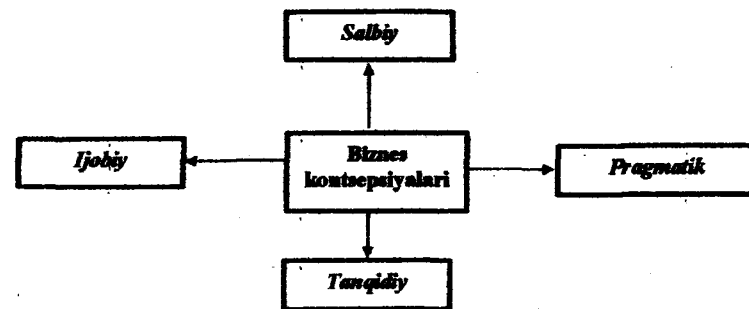 Salbiy
Ijobiy
Biznes
kontsepsiyalari
Pragmatik
Tanqidiy